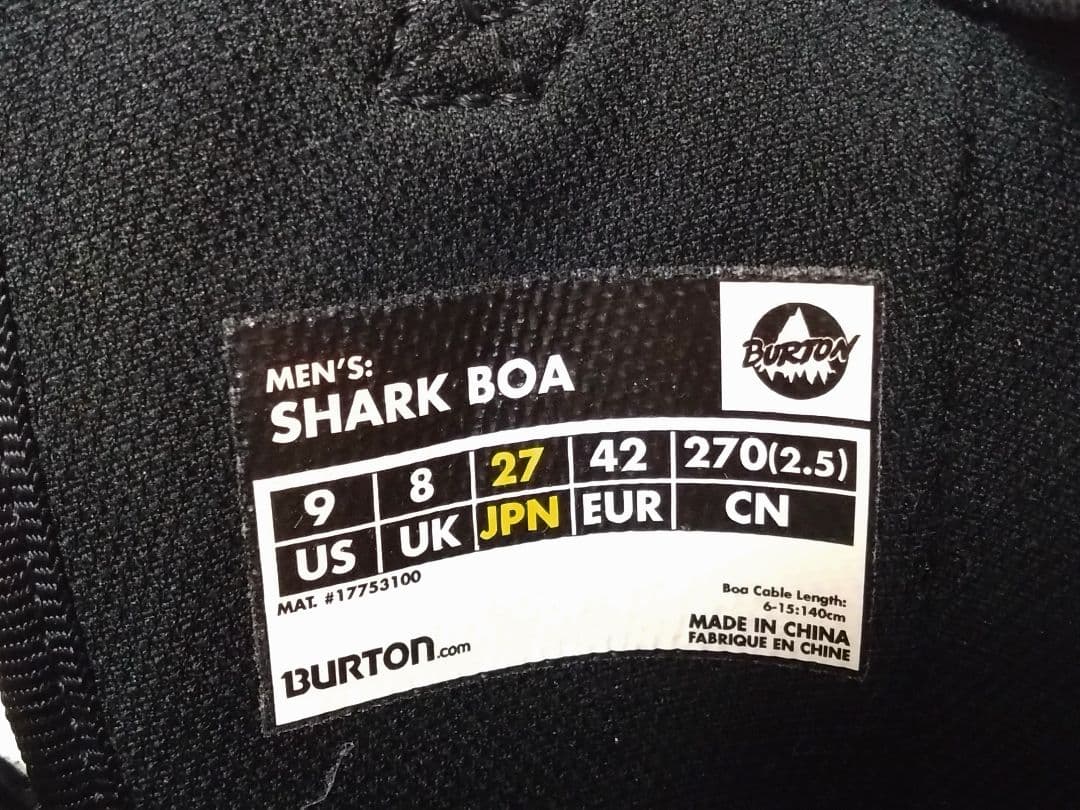 MEN'S:
SHARK BOA
BURTON
9 8 27 42 270(2.5)
US UK JPN EUR CN
MAT. #17753100
Boa Cable Length:
6-15:140cm
MADE IN CHINA
FABRIQUE EN CHINE
BURTON.com